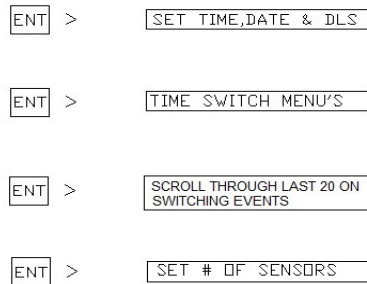 ENT > SET TIME,DATE & DLS
ENT > TIME SWITCH MENU'S
ENT > SCROLL THROUGH LAST 20 ON
SWITCHING EVENTS
ENT > SET # OF SENSORS